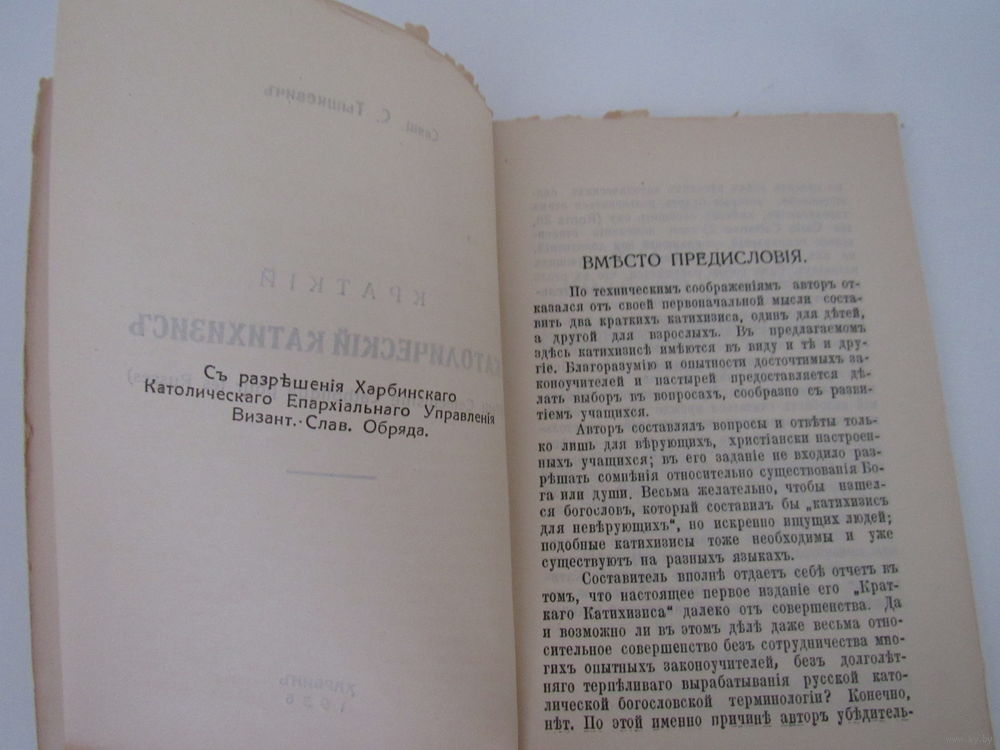 Съ разрѣшенія Харбинскаго
Католическаго Епархіальнаго Управленія
Визант.-Слав. Обряда.
ВМѢСТО ПРЕДИСЛОВІЯ.
По техническимъ соображеніямъ авторъ от-
казался отъ своей первоначальной мысли соста-
вить два краткихъ катихизиса, одинъ для дѣтей,
а другой для взрослыхъ. Въ предлагаемомъ
здѣсь катихизисѣ имѣются въ виду и тѣ и дру-
гіе. Благоразумію и опытности досточтимыхъ за-
коноучителей и пастырей предоставляется дѣ-
лать выборъ въ вопросахъ, сообразно съ разви-
тіемъ учащихся.
Авторъ составлялъ вопросы и отвѣты толь-
ко лишь для вѣрующихъ, христіански настроен-
ныхъ учащихся; въ его заданіе не входило раз-
рѣшать сомнѣнія относительно существованія Бо-
га или души. Весьма желательно, чтобы нашел-
ся богословъ, который составилъ бы „катихизисъ
для невѣрующихъ“, но искренно ищущихъ людей;
подобные катихизисы тоже необходимы и уже
существуютъ на разныхъ языкахъ.
Составитель вполнѣ отдаетъ себѣ отчетъ въ
томъ, что настоящее первое изданіе его „Крат-
каго Катихизиса“ далеко отъ совершенства. Да
и возможно ли въ этомъ дѣлѣ даже весьма отно-
сительное совершенство безъ сотрудничества мно-
гихъ опытныхъ законоучителей, безъ долголѣт-
няго терпѣливаго вырабатыванія русской като-
лической богословской терминологіи? Конечно,
нѣтъ. По этой именно причинѣ авторъ убѣдитель-